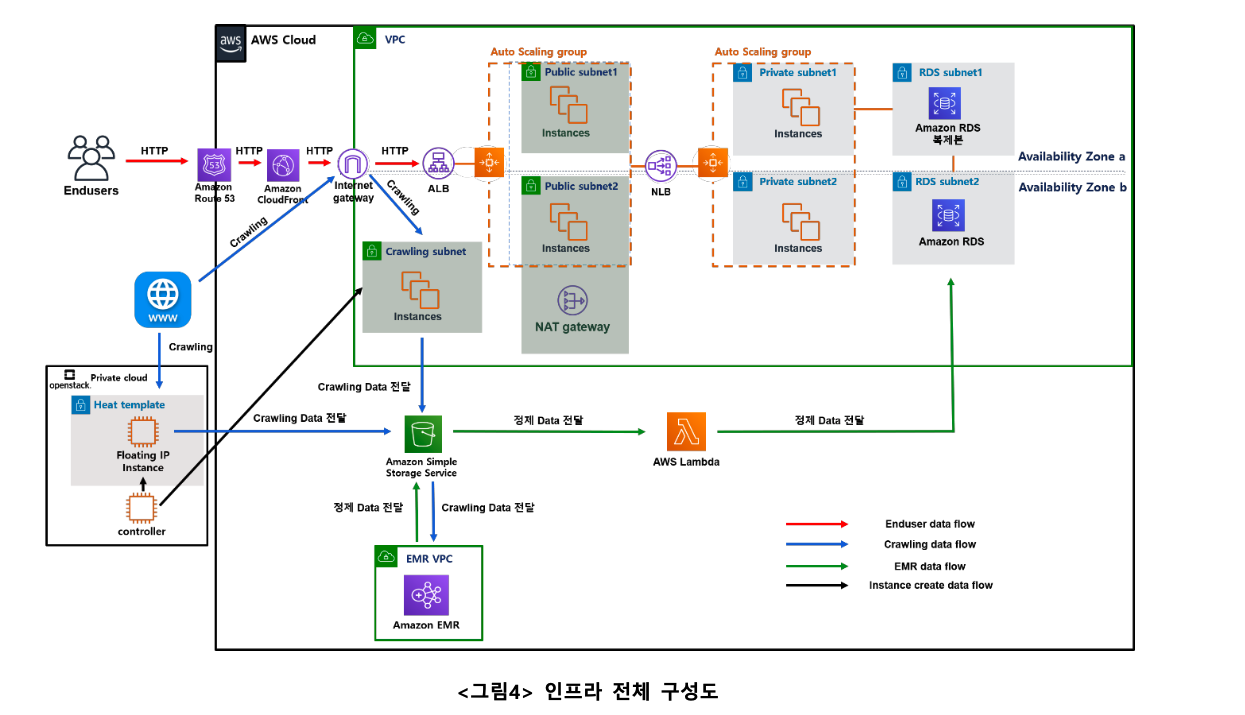 aws
AWS Cloud
VPC
Auto Scaling group
Auto Scaling group
Public subnet1
Instances
Private subnet1
Instances
RDS subnet1
Amazon RDS
복제본
Availability Zone a
Availability Zone b
Endusers
HTTP
53
Amazon
Route 53
HTTP
Amazon
CloudFront
HTTP
Internet
gateway
HTTP
ALB
NLB
Public subnet2
Instances
Private subnet2
Instances
RDS subnet2
Amazon RDS
NAT gateway
Crawling
Crawling
Crawling subnet
Instances
WWW
Crawling
openstack.
Private cloud
Heat template
Floating IP
Instance
controller
Crawling Data 전달
Crawling Data 전달
Amazon Simple
Storage Service
정제 Data 전달
AWS Lambda
정제 Data 전달
정제 Data 전달
Crawling Data 전달
EMR VPC
Amazon EMR
Enduser data flow
Crawling data flow
EMR data flow
Instance create data flow
<그림4> 인프라 전체 구성도